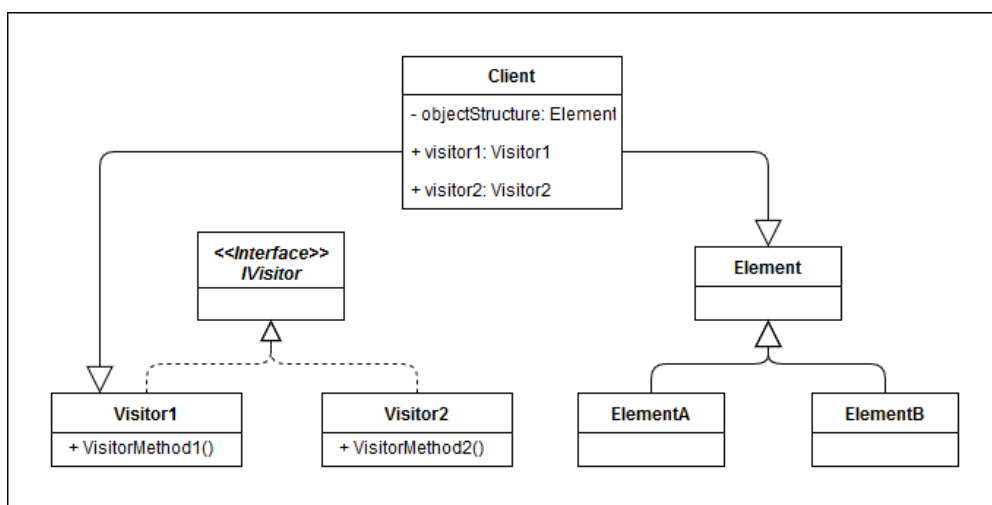 Client
- objectStructure: Element
+ visitor1: Visitor1
+ visitor2: Visitor2
<<Interface>>
IVisitor
Element
Visitor1
+ VisitorMethod1()
Visitor2
+ VisitorMethod2()
ElementA
ElementB